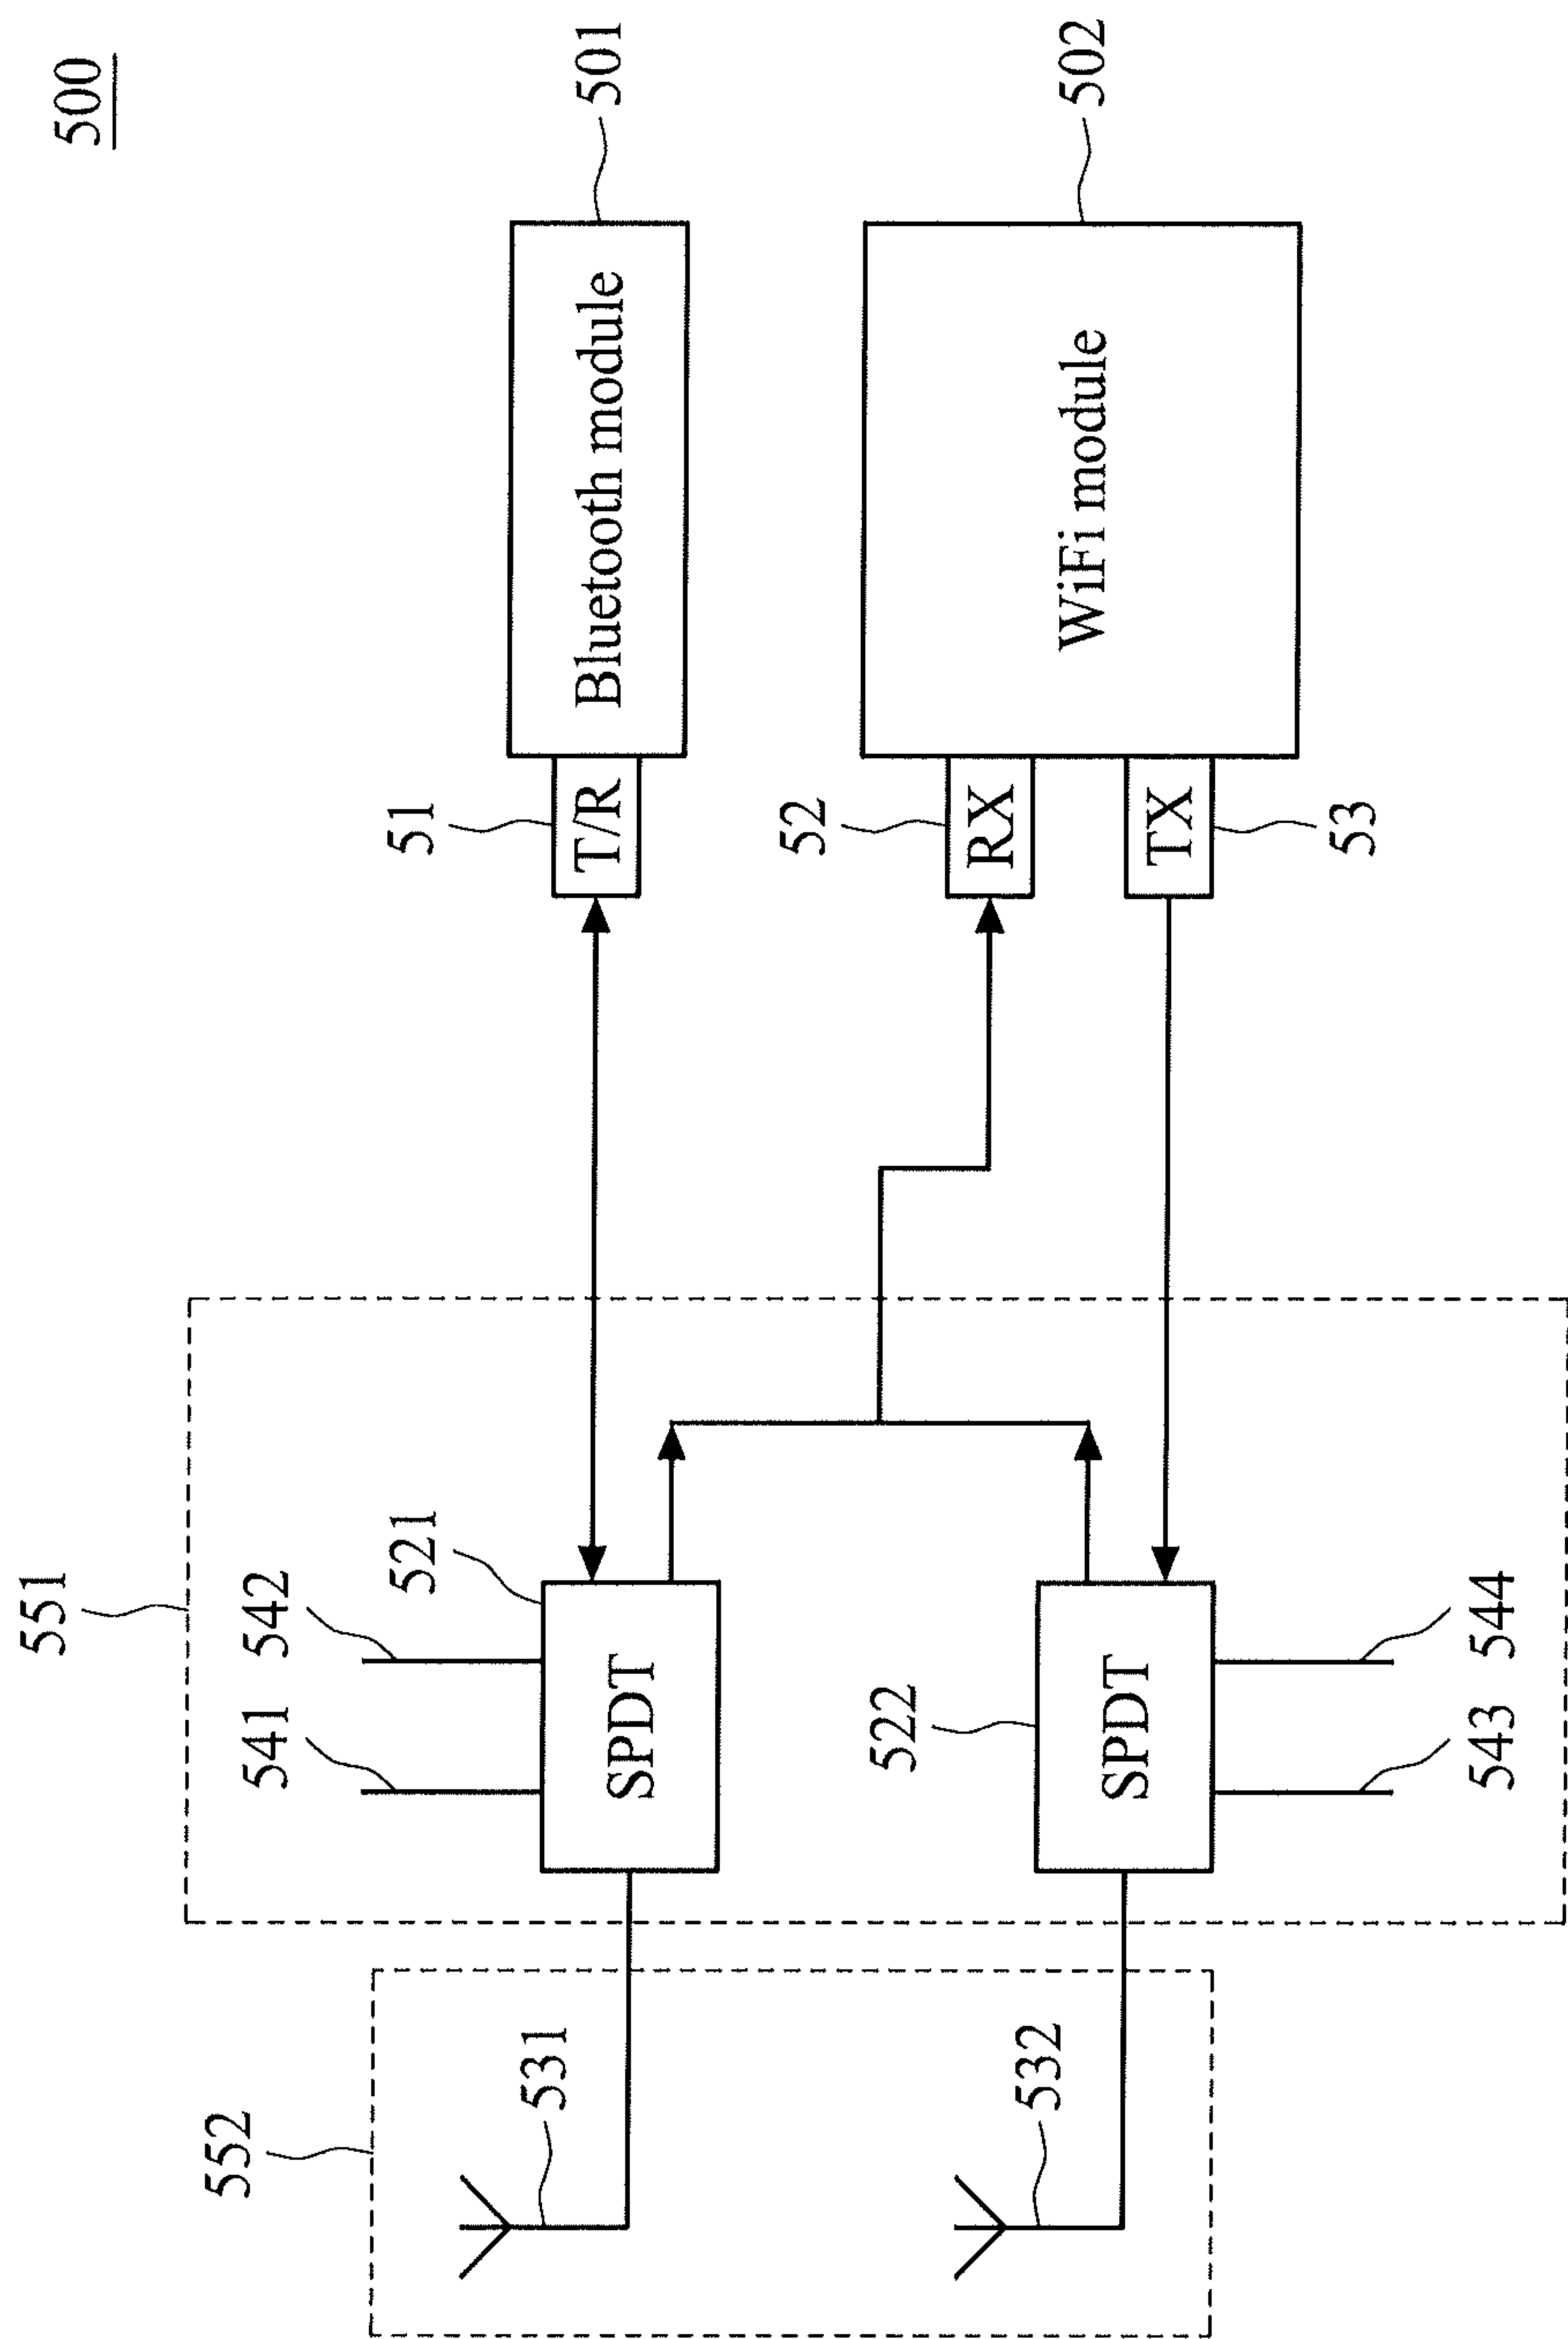 500
551
552
541
542
521
51
T/R
Bluetooth module
501
531
SPDT
522
52
RX
WiFi module
502
532
SPDT
TX
53
543
544